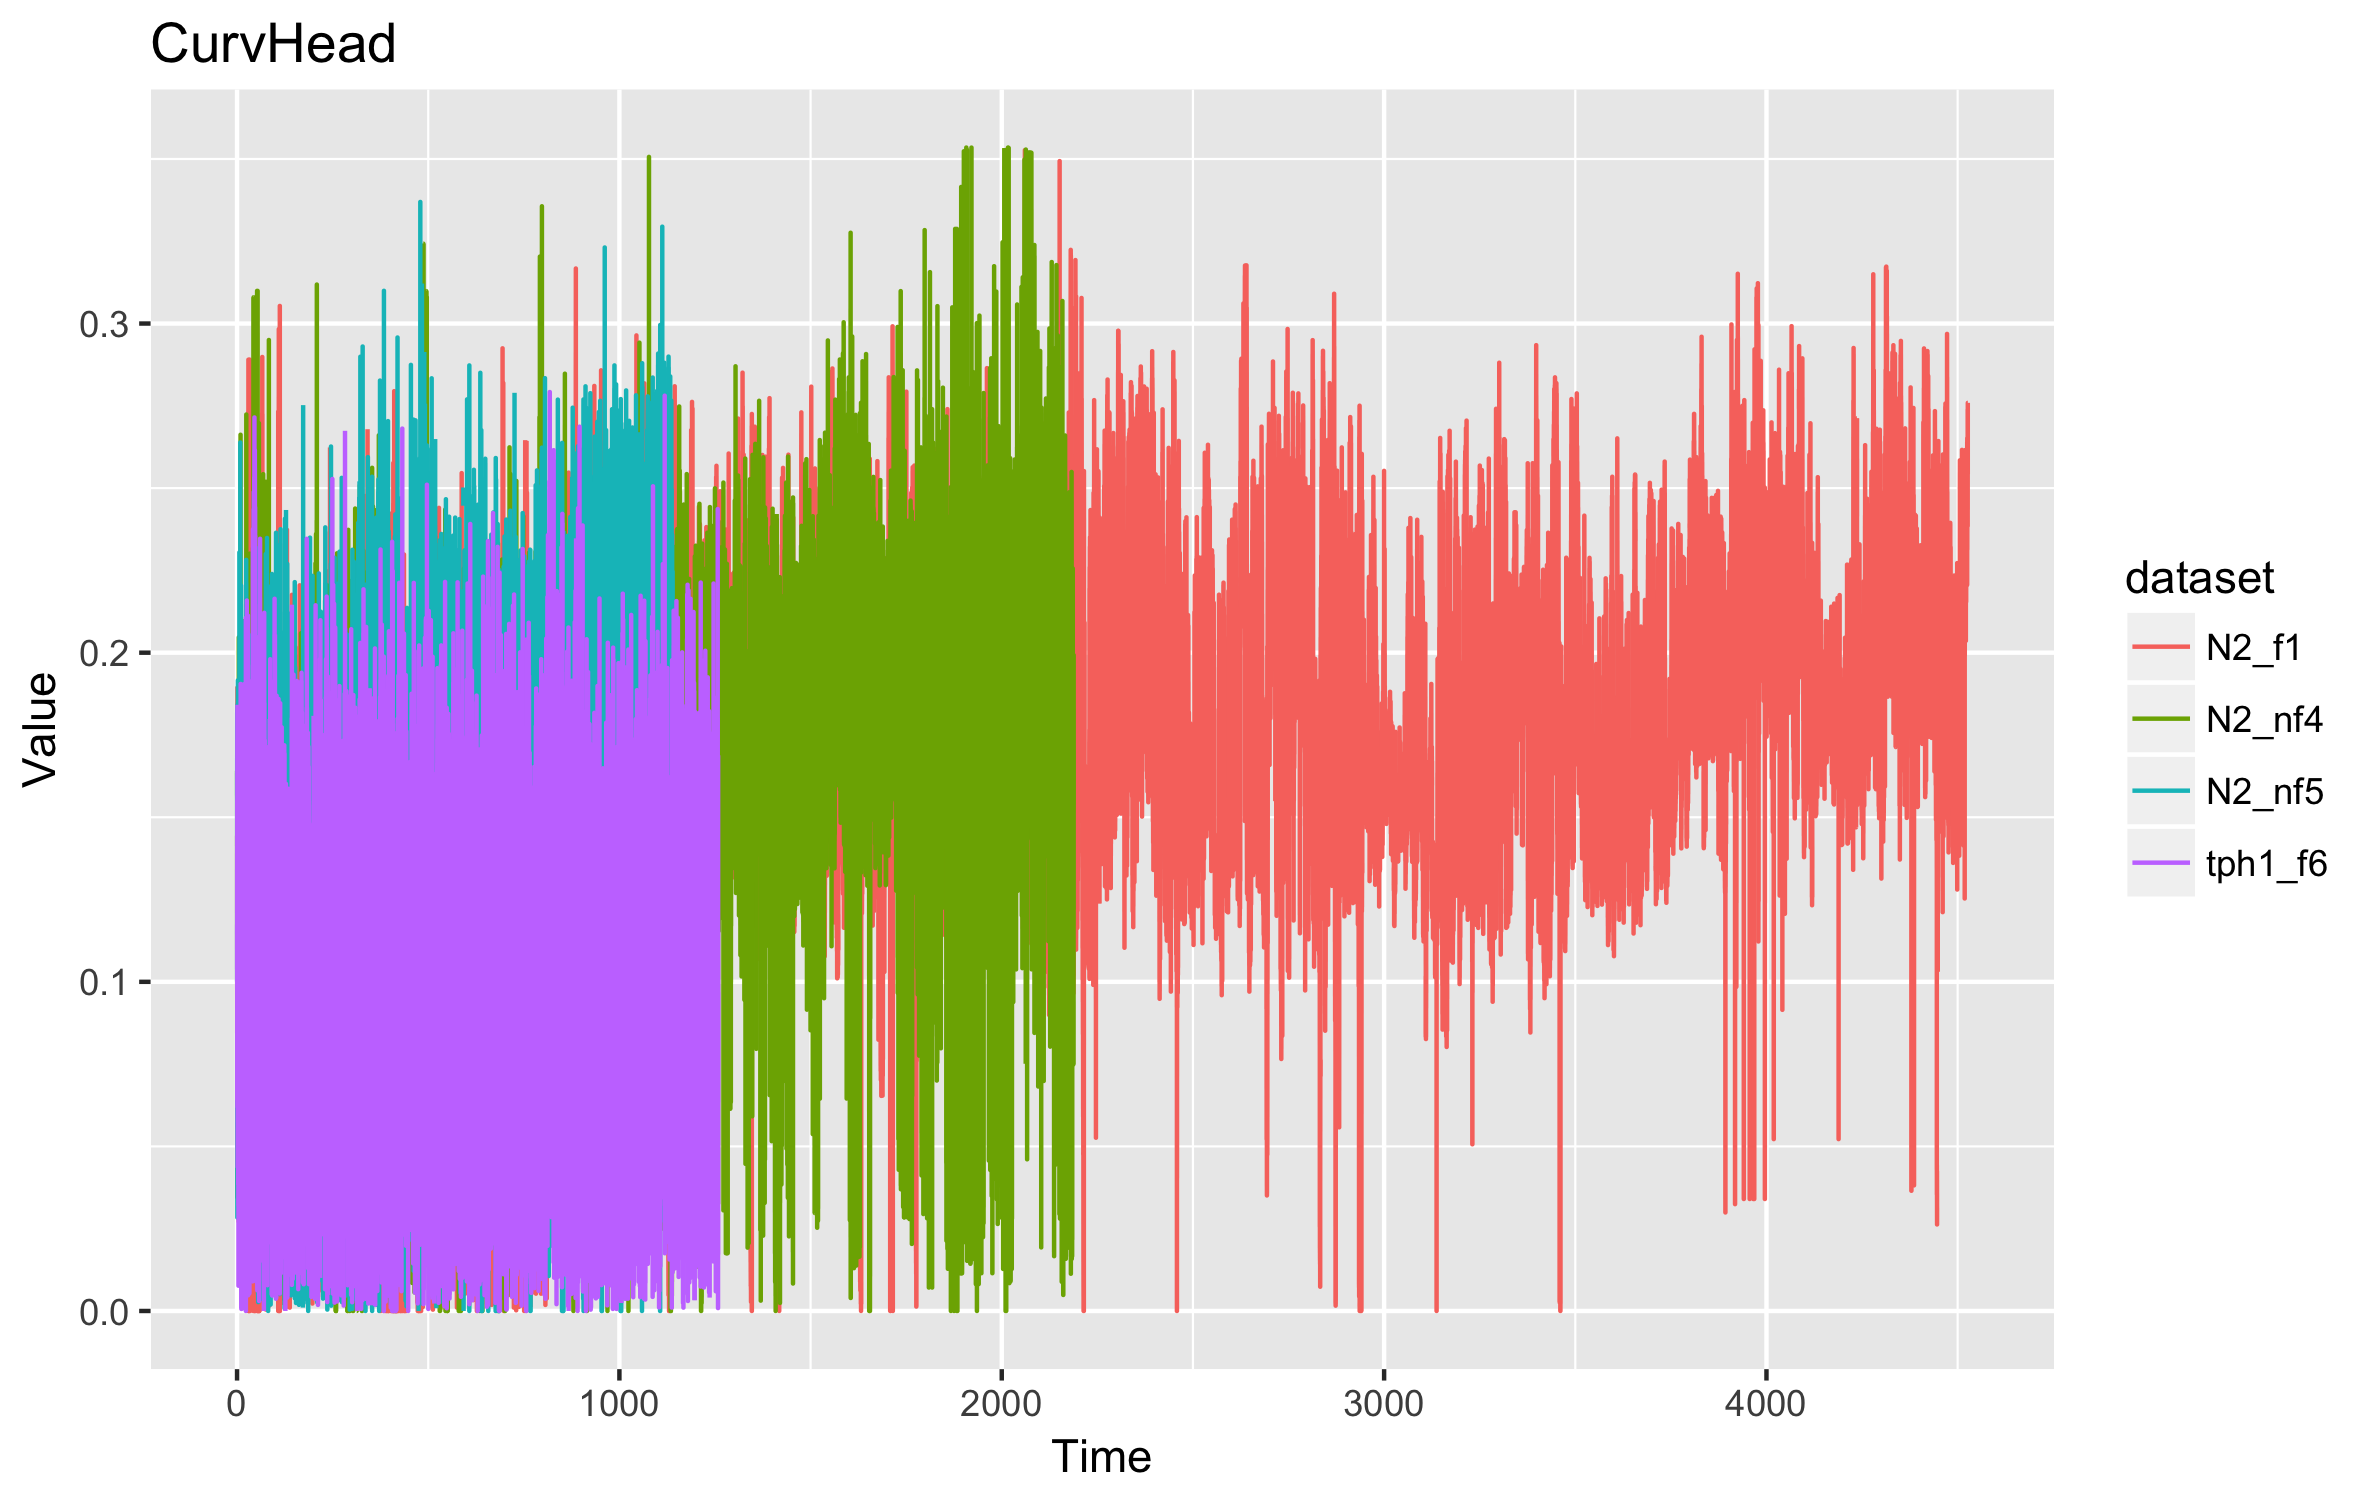 CurvHead
Value
0.3
0.2
0.1
0.0
0
1000
2000
3000
4000
Time
dataset
N2_f1
N2_nf4
N2_nf5
tph1_f6